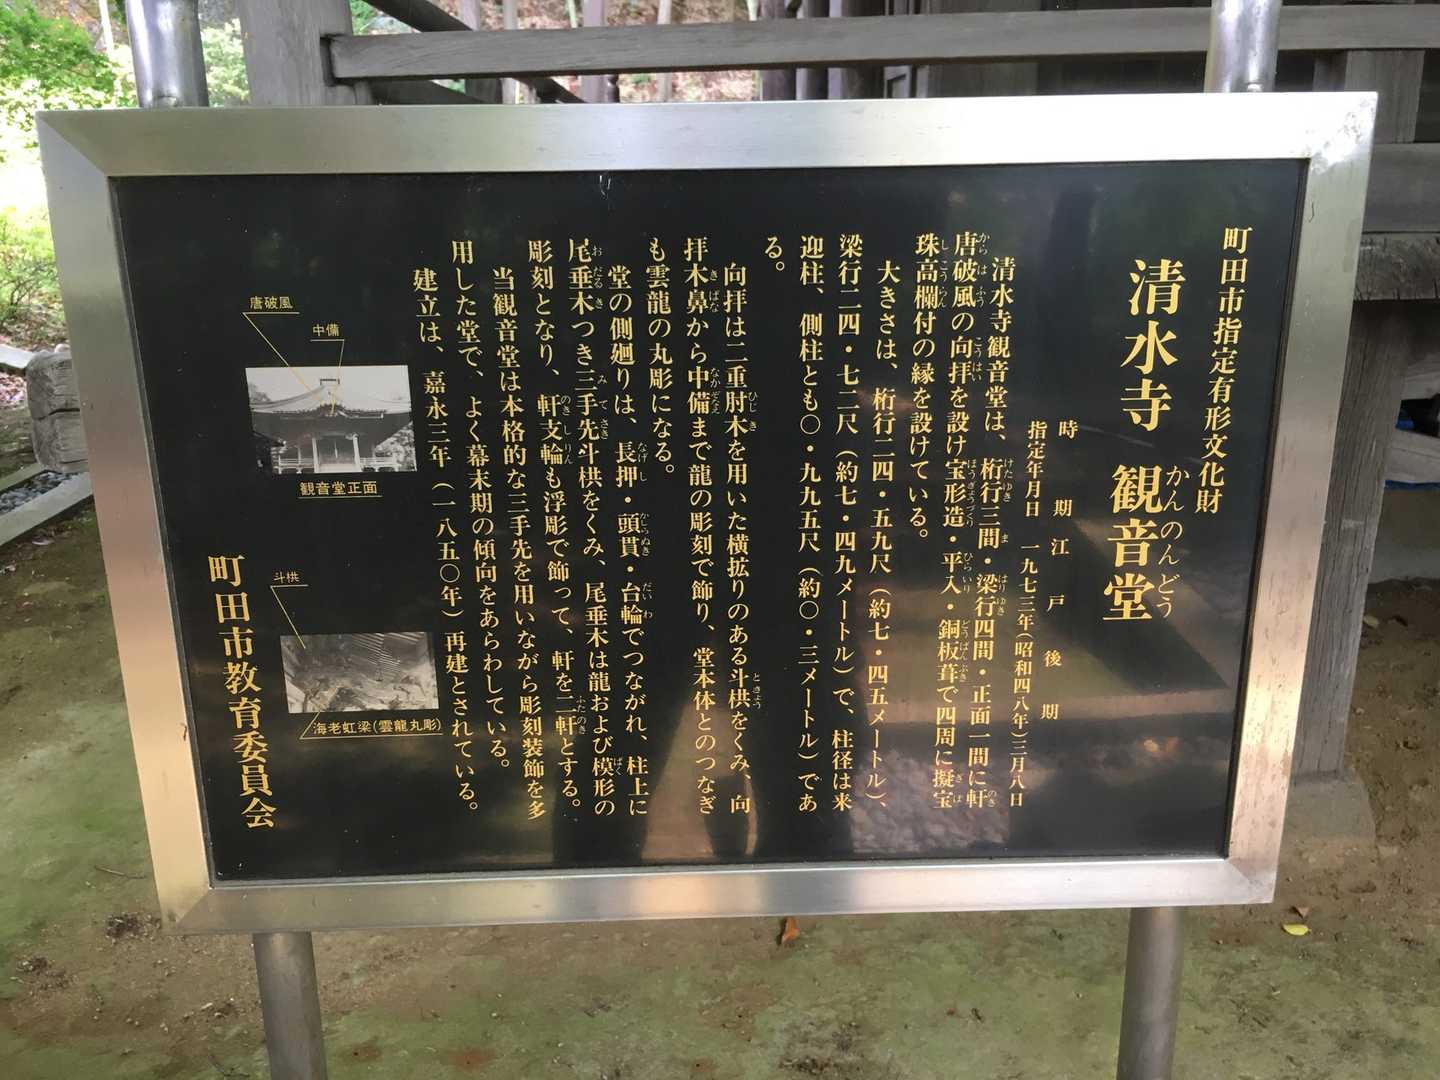 町田市指定有形文化財
清水寺 観音堂
かんのんどう
時期 江戸後期
指定年月日 一九七三年(昭和四八年)三月八日
清水寺観音堂は、桁行三間・梁行四間・正面一間に軒
唐破風の向拝を設け宝形造・平入・銅板葺で四周に擬宝
珠高欄付の縁を設けている。
大きさは、桁行二四・五九尺(約七・四五メートル)、
梁行二四・七二尺(約七・四九メートル)で、柱径は来
迎柱、側柱とも〇・九九五尺(約〇・三メートル)であ
る。
向拝は二重肘木を用いた横拡りのある斗栱をくみ、向
拝木鼻から中備まで龍の彫刻で飾り、堂本体とのつなぎ
も雲龍の丸彫になる。
堂の側廻りは、長押・頭貫・台輪でつながれ、柱上に
尾垂木つき三手先斗栱をくみ、尾垂木は龍および模形の
彫刻となり、軒支輪も浮彫で飾って、軒を二軒とする。
当観音堂は本格的な三手先を用いながら彫刻装飾を多
用した堂で、よく幕末期の傾向をあらわしている。
建立は、嘉永三年(一八五〇年)再建とされている。
唐破風
中備
観音堂正面
斗栱
海老虹梁(雲龍丸彫)
町田市教育委員会